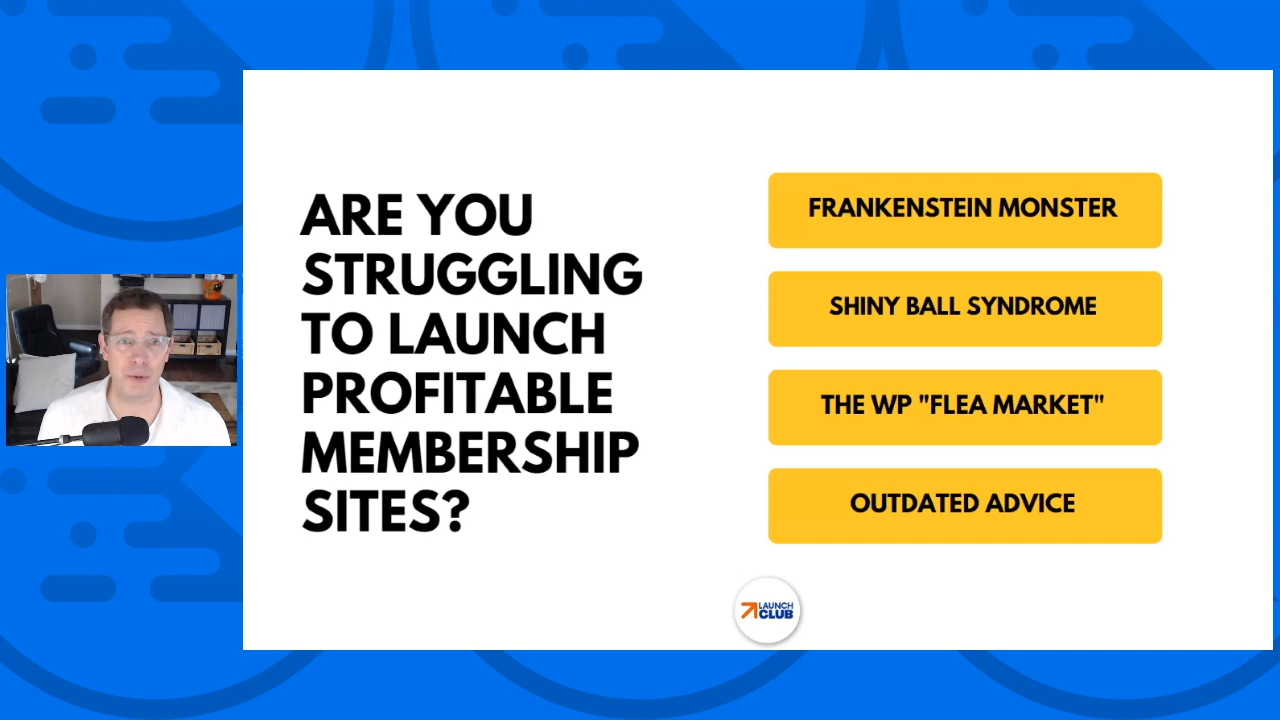 ARE YOU
STRUGGLING
TO LAUNCH
PROFITABLE
MEMBERSHIP
SITES?
FRANKENSTEIN MONSTER
SHINY BALL SYNDROME
THE WP "FLEA MARKET"
OUTDATED ADVICE
LAUNCH
CLUB